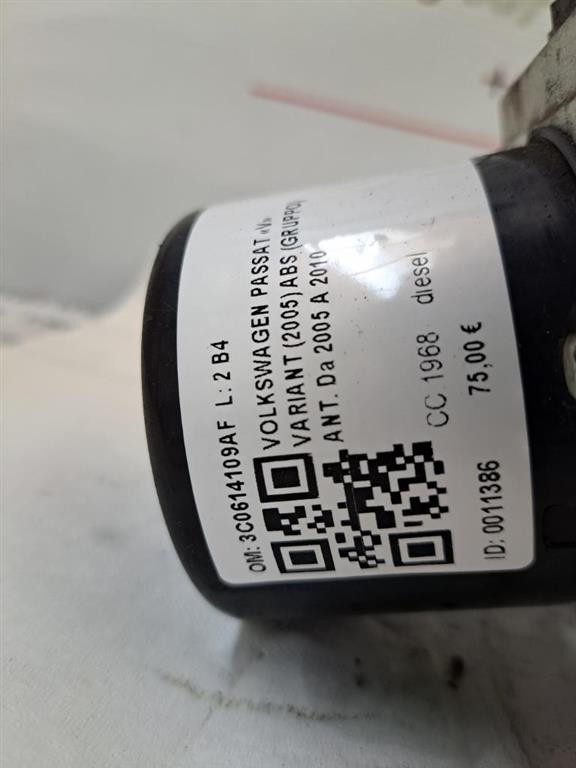 OM: 3C0614109AF L: 2 B4
VOLKSWAGEN PASSAT «V»
VARIANT (2005) ABS (GRUPPO)
ANT. Da 2005 A 2010
CC 1968 diesel
ID: 0011386 75,00 €